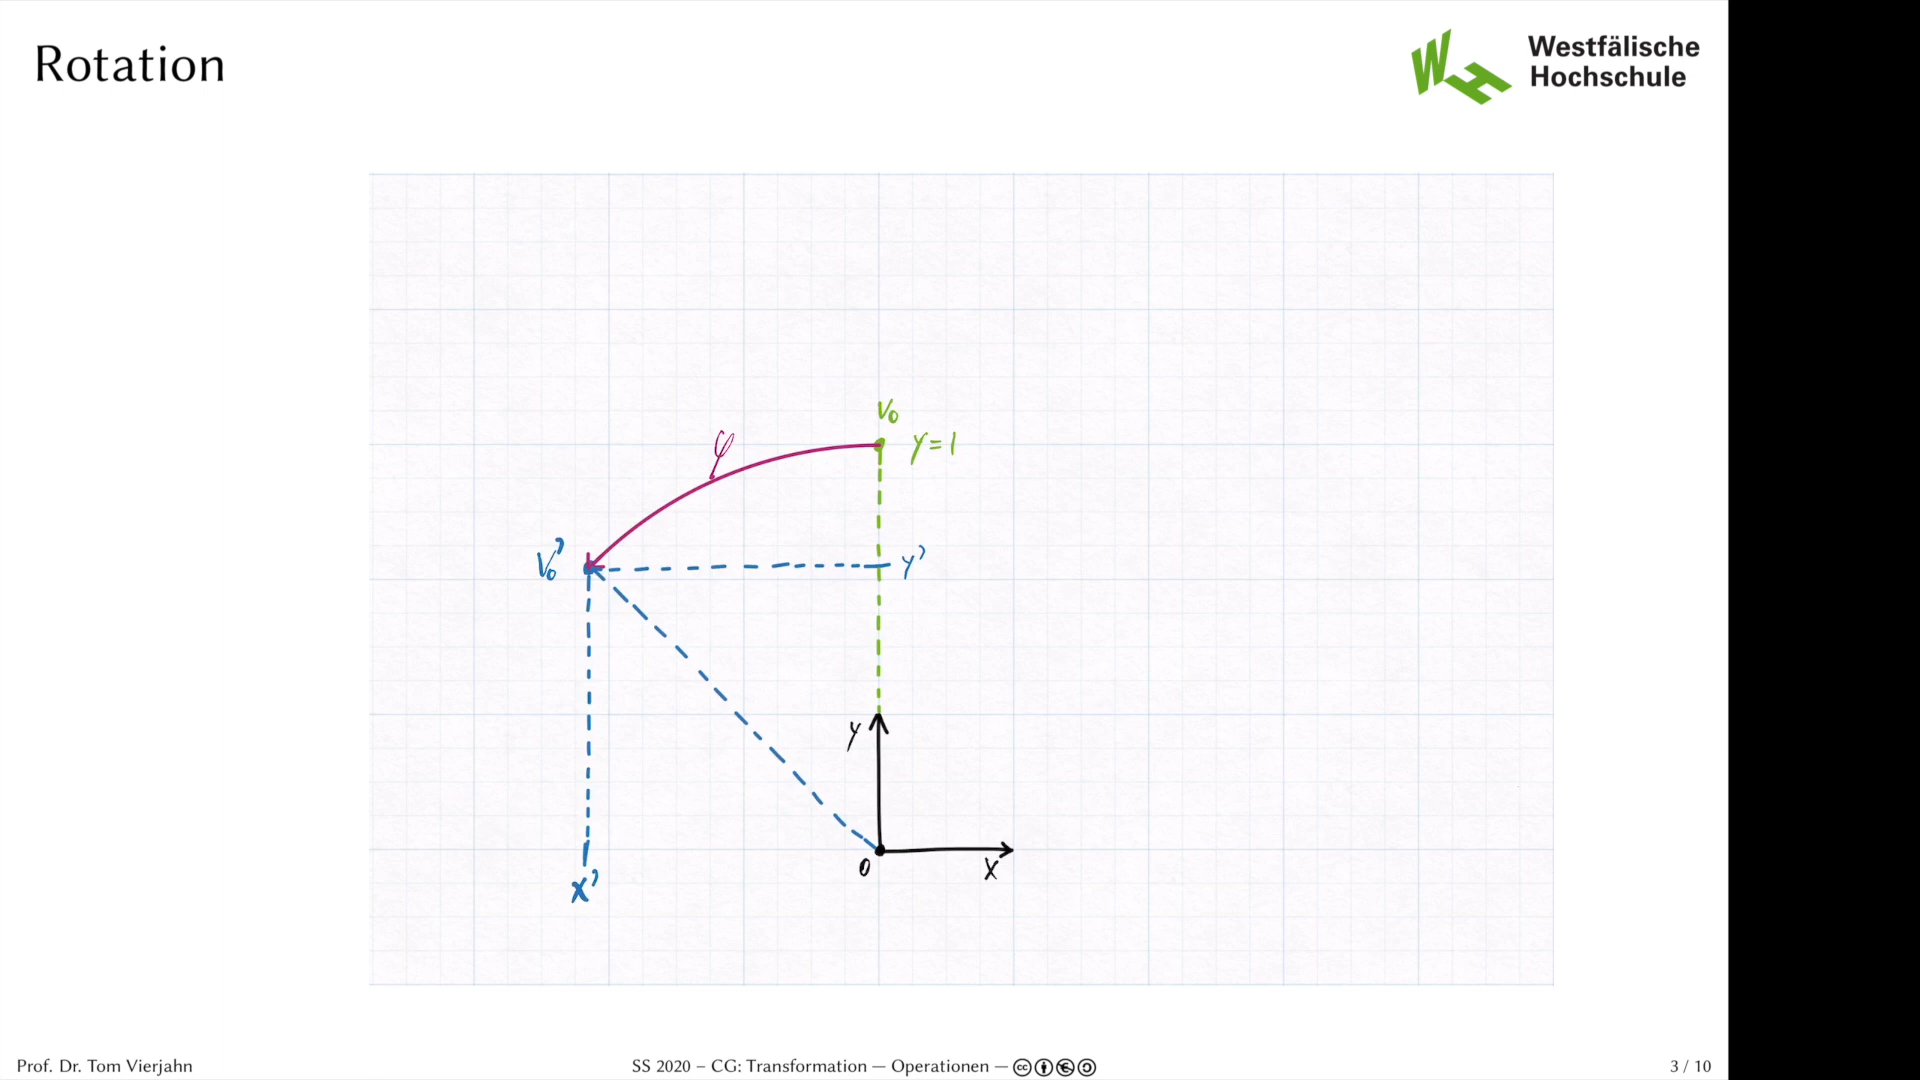 Rotation
Westfälische
Hochschule
V₀
φ
y=1
V₀'
y'
y
0
x
x'
Prof. Dr. Tom Vierjahn
SS 2020 – CG: Transformation — Operationen —
3 / 10